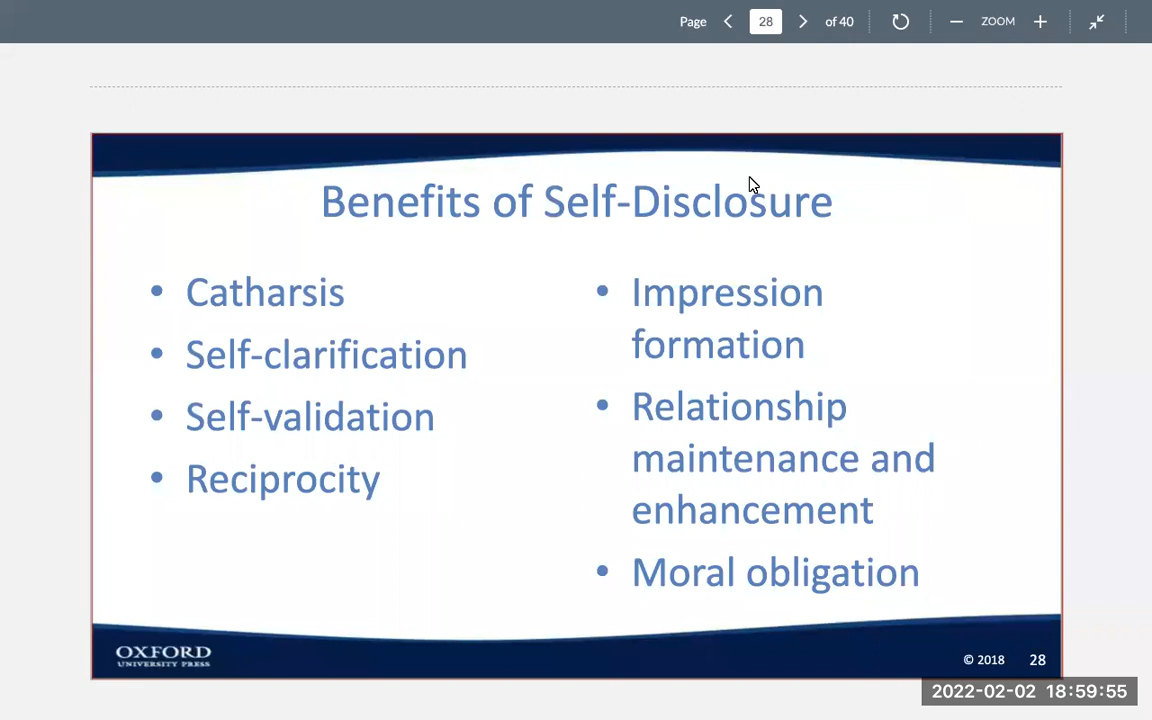 Page 28 of 40 ZOOM
Benefits of Self-Disclosure
• Catharsis
• Self-clarification
• Self-validation
• Reciprocity
• Impression
formation
• Relationship
maintenance and
enhancement
• Moral obligation
OXFORD
UNIVERSITY PRESS
© 2018 28
2022-02-02 18:59:55